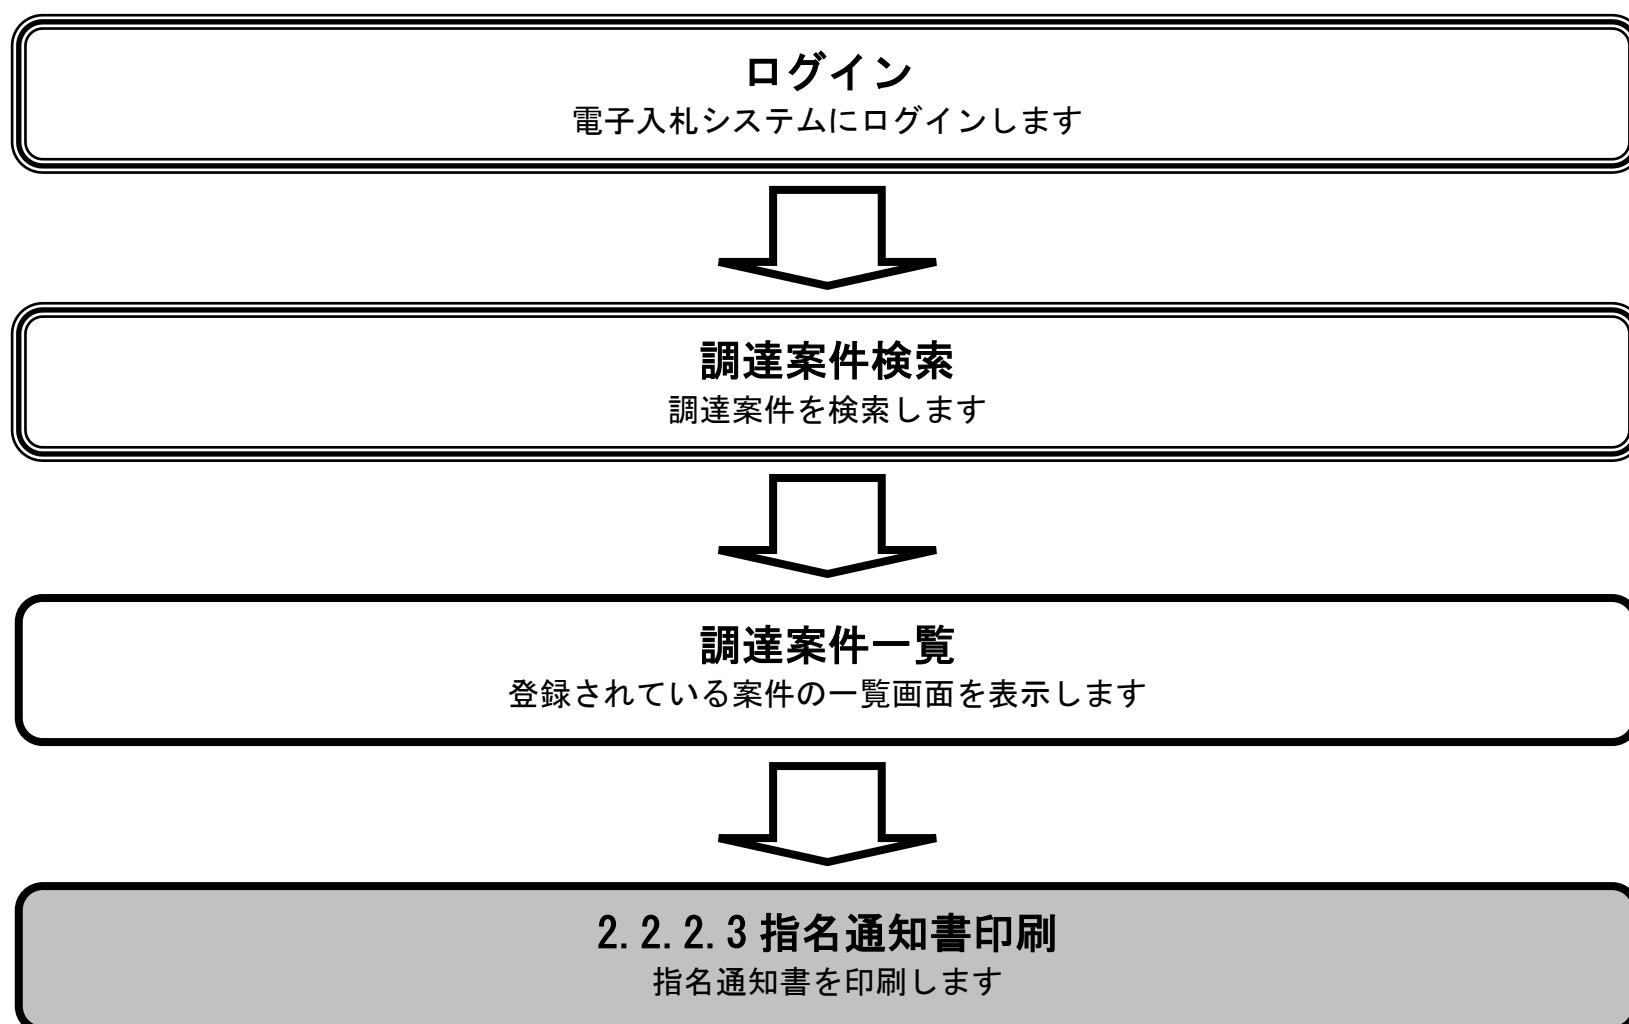 ログイン
電子入札システムにログインします
調達案件検索
調達案件を検索します
調達案件一覧
登録されている案件の一覧画面を表示します
2.2.2.3 指名通知書印刷
指名通知書を印刷します